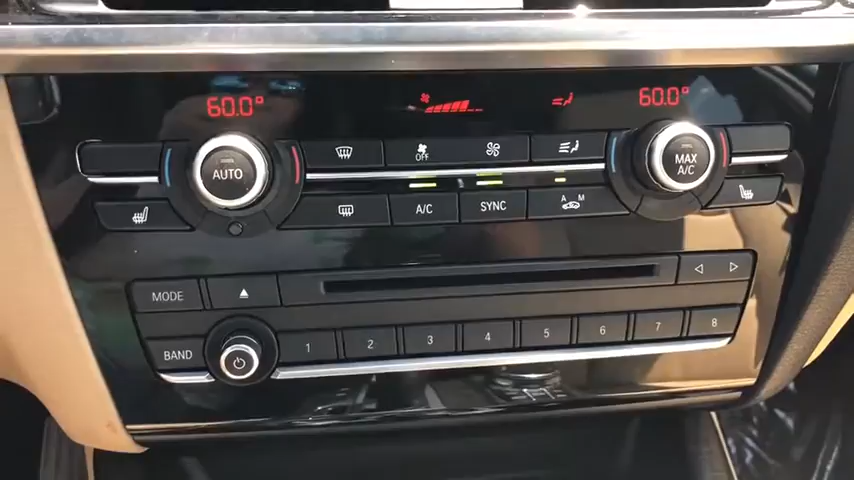 60.0° 60.0°
AUTO OFF MAX A/C
A/C SYNC A M
MODE
BAND 1 2 3 4 5 6 7 8